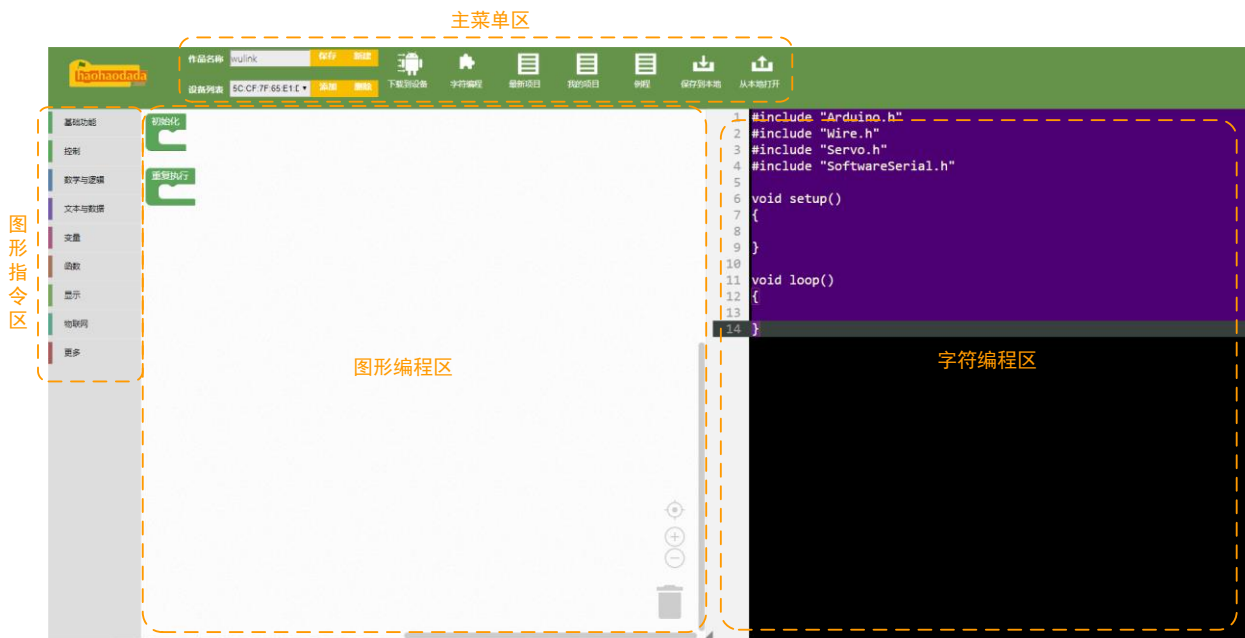 主菜单区
haohaodada
作品名称 wulink 保存 新建
设备列表 5C:CF:7F:65:E1:D 添加 删除
下载到设备 字符编程 最新项目 我的项目 例程 保存到本地 从本地打开
图形指令区
基础功能
控制
数学与逻辑
文本与数据
变量
函数
显示
物联网
更多
初始化
重复执行
图形编程区
1 #include "Arduino.h"
2 #include "Wire.h"
3 #include "Servo.h"
4 #include "SoftwareSerial.h"
5
6 void setup()
7 {
8
9 }
10
11 void loop()
12 {
13
14 }
字符编程区